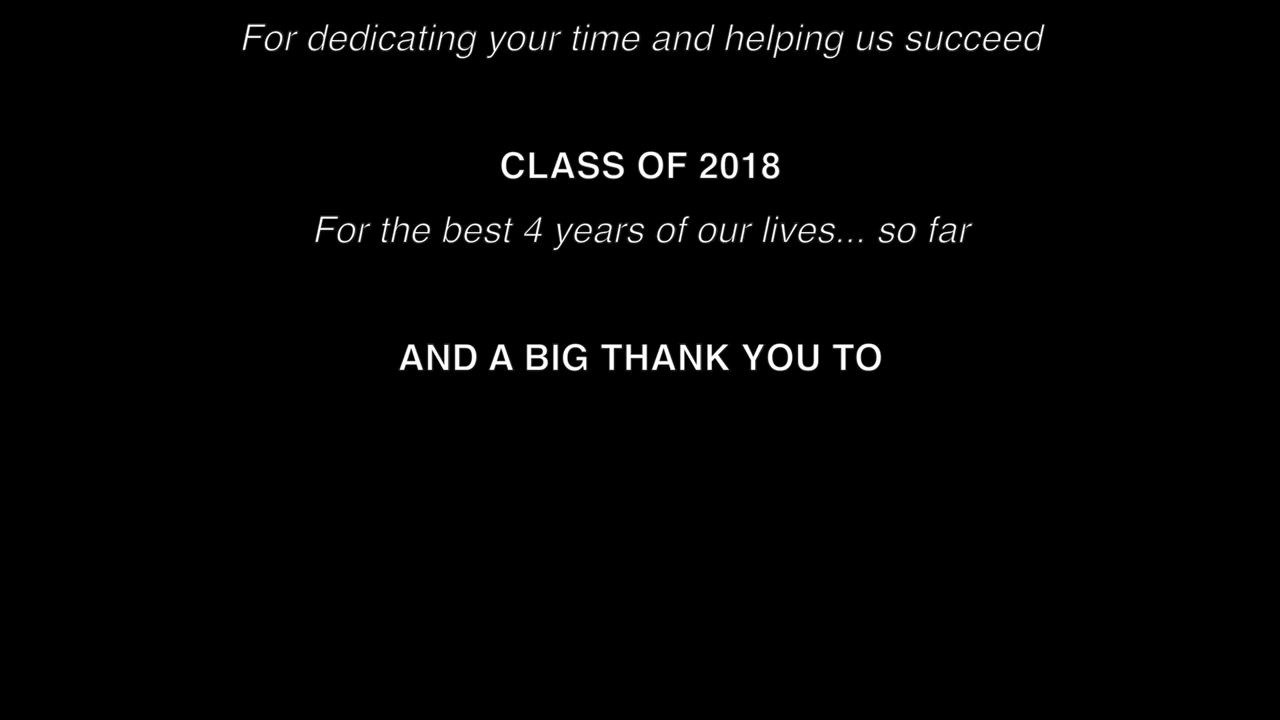 For dedicating your time and helping us succeed
CLASS OF 2018
For the best 4 years of our lives... so far
AND A BIG THANK YOU TO